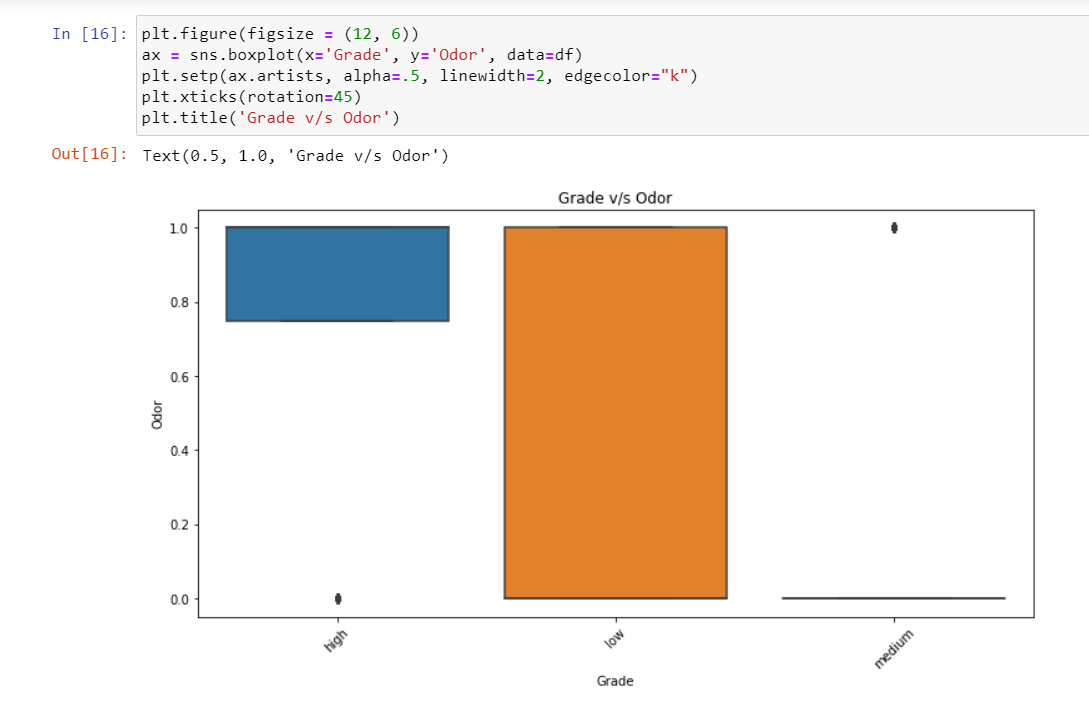 In [16]: plt.figure(figsize = (12, 6))
ax = sns.boxplot(x='Grade', y='Odor', data=df)
plt.setp(ax.artists, alpha=.5, linewidth=2, edgecolor="k")
plt.xticks(rotation=45)
plt.title('Grade v/s Odor')
Out[16]: Text(0.5, 1.0, 'Grade v/s Odor')
Grade v/s Odor
1.0
0.8
0.6
0.4
0.2
0.0
Odor
high
low
medium
Grade